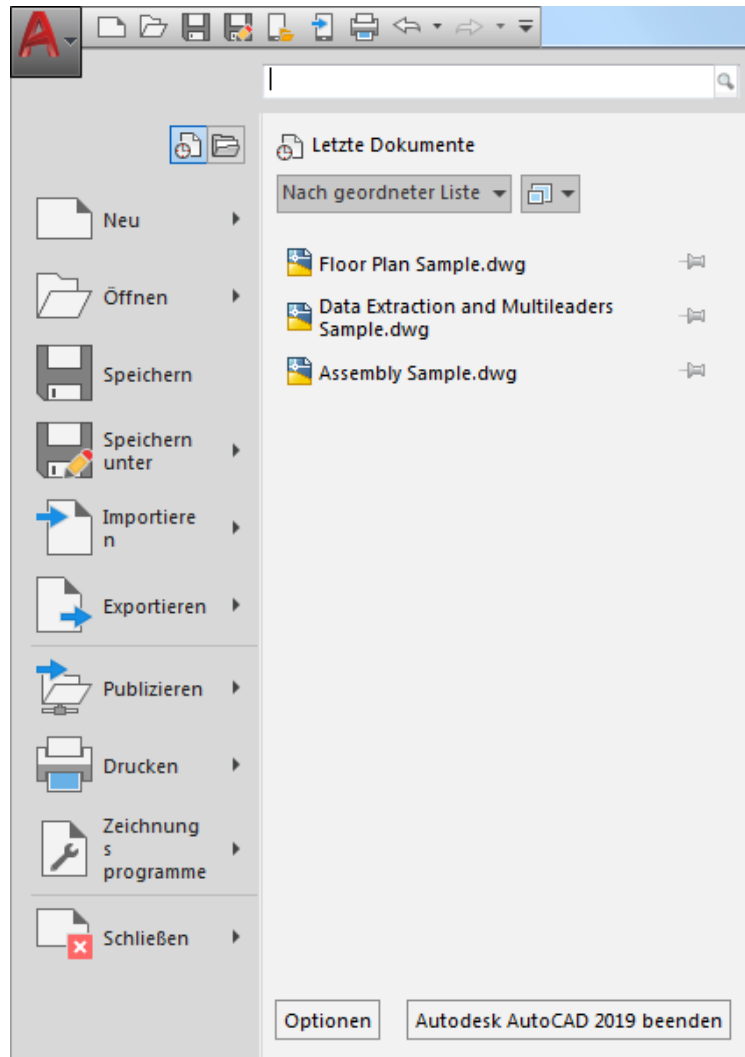 A
Letzte Dokumente
Nach geordneter Liste
Neu
Öffnen
Speichern
Speichern
unter
Importiere
n
Exportieren
Publizieren
Drucken
Zeichnung
s
programme
Schließen
Floor Plan Sample.dwg
Data Extraction and Multileaders
Sample.dwg
Assembly Sample.dwg
Optionen
Autodesk AutoCAD 2019 beenden